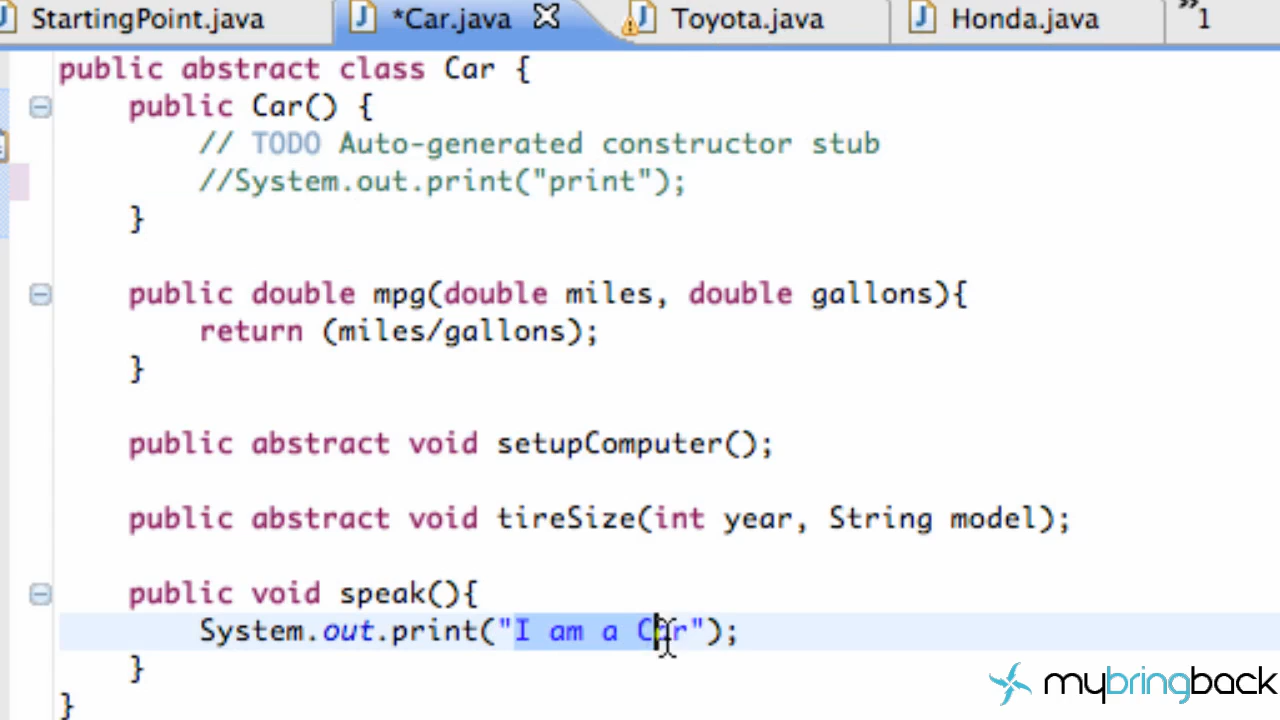 StartingPoint.java *Car.java Toyota.java Honda.java »1
public abstract class Car {
public Car() {
// TODO Auto-generated constructor stub
//System.out.print("print");
}
public double mpg(double miles, double gallons){
return (miles/gallons);
}
public abstract void setupComputer();
public abstract void tireSize(int year, String model);
public void speak(){
System.out.print("I am a Car");
}
}
mybringback